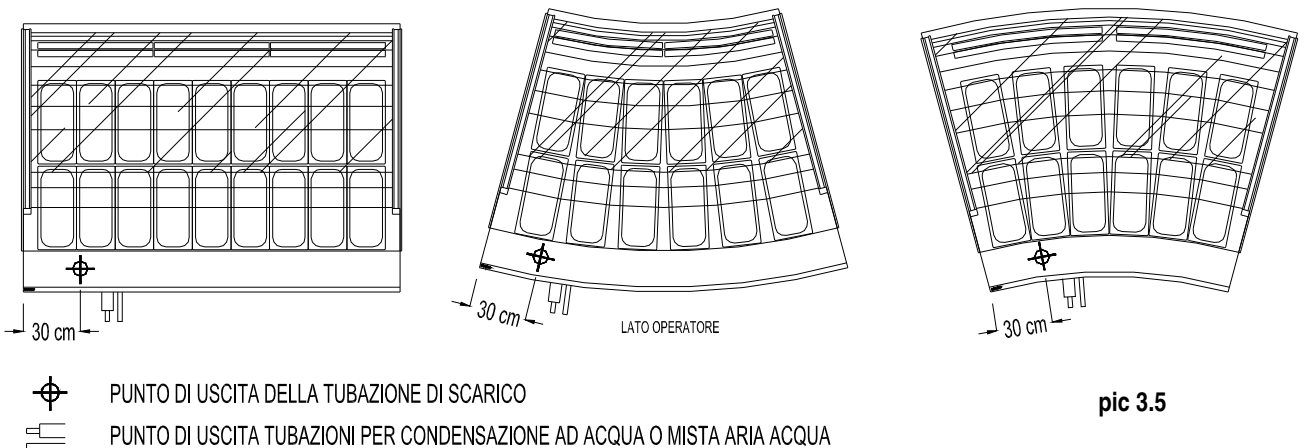 30 cm
30 cm
LATO OPERATORE
30 cm
PUNTO DI USCITA DELLA TUBAZIONE DI SCARICO
pic 3.5
PUNTO DI USCITA TUBAZIONI PER CONDENSAZIONE AD ACQUA O MISTA ARIA ACQUA